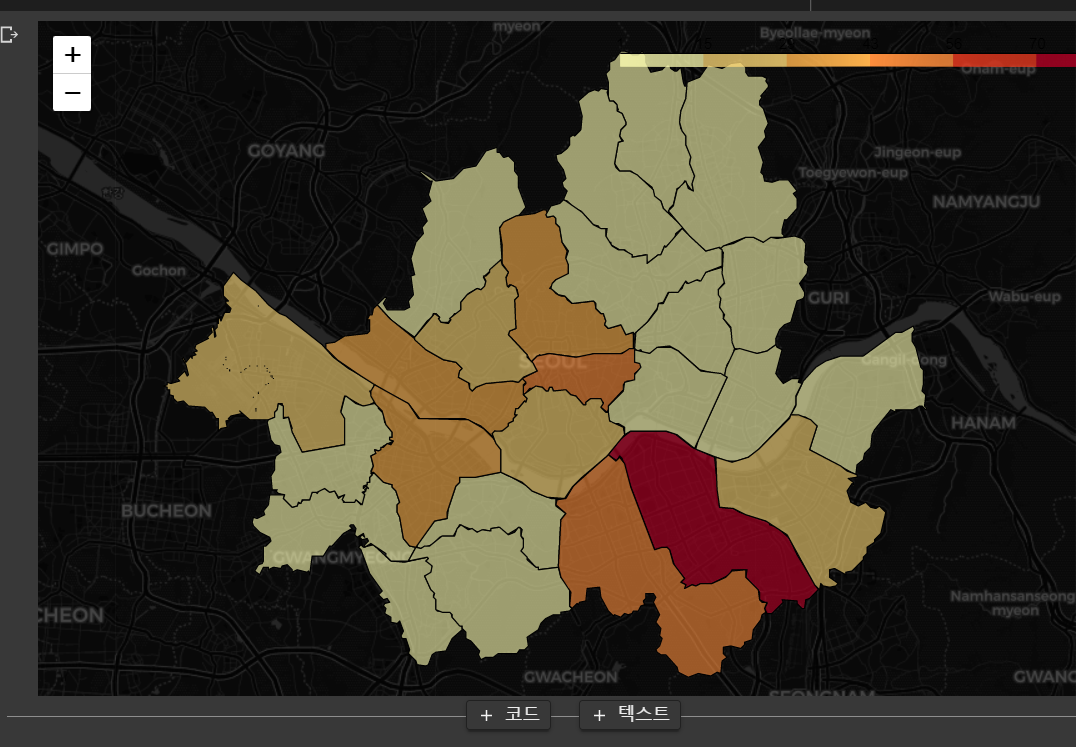 +
−
myeon
Byeollae-myeon
70
Onam-eup
GOYANG
Jingeon-eup
Toegyewon-eup
NAMYANGJU
GIMPO
Gochon
GURI
Wabu-eup
SEOUL
Gangil-dong
HANAM
BUCHEON
GWANGMYEONG
Namhansanseong
myeon
CHEON
GWACHEON
GWANG
SEONGNAM
+ 코드
+ 텍스트